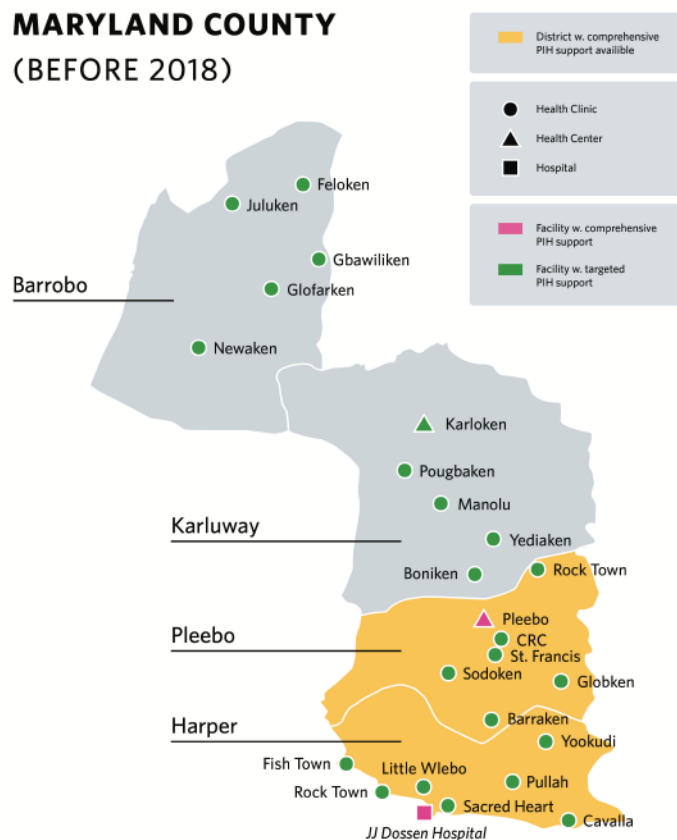 MARYLAND COUNTY
(BEFORE 2018)
District w. comprehensive
PIH support availible
Health Clinic
Health Center
Hospital
Facility w. comprehensive
PIH support
Facility w. targeted
PIH support
Feloken
Juluken
Gbawiliken
Barrobo
Glofarken
Newaken
Karloken
Pougbaken
Manolu
Karluway
Yediaken
Boniken
Rock Town
Pleebo
Pleebo
CRC
St. Francis
Sodoken
Globken
Harper
Barraken
Yookudi
Fish Town
Little Wlebo
Rock Town
Pullah
Sacred Heart
Cavalla
JJ Dossen Hospital